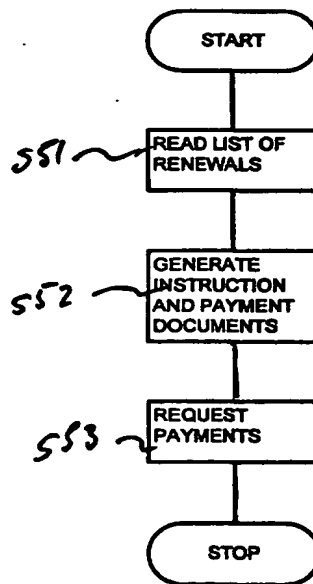 START
551
READ LIST OF
RENEWALS
552
GENERATE
INSTRUCTION
AND PAYMENT
DOCUMENTS
553
REQUEST
PAYMENTS
STOP